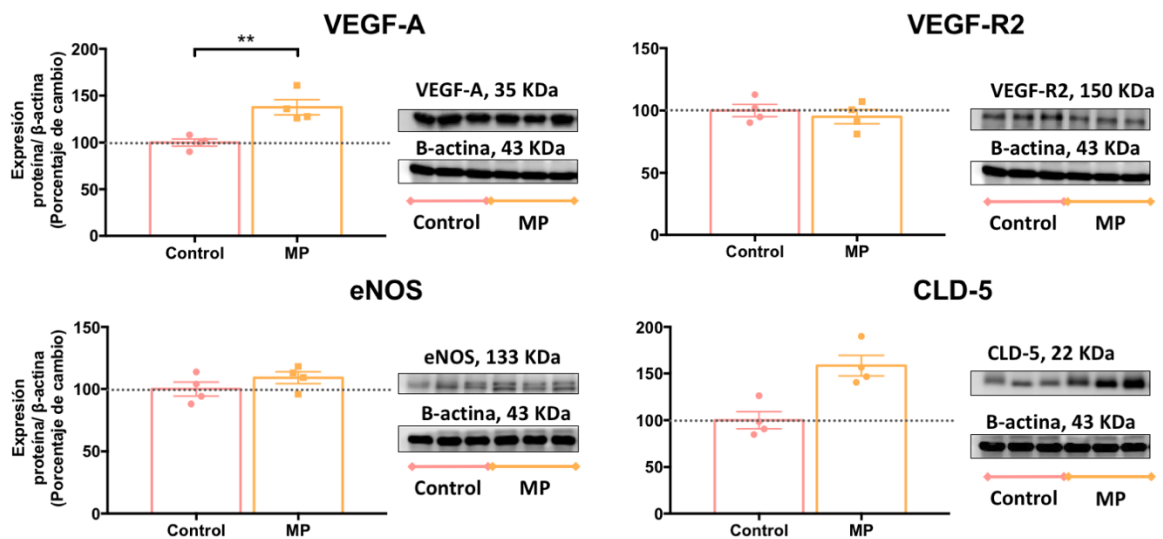 VEGF-A
**
Expresión
proteína/ β-actina
(Porcentaje de cambio)
200
150
100
50
0
Control
MP
VEGF-A, 35 KDa
B-actina, 43 KDa
Control
MP
VEGF-R2
150
100
50
0
Control
MP
VEGF-R2, 150 KDa
B-actina, 43 KDa
Control
MP
eNOS
Expresión
proteína/ β-actina
(Porcentaje de cambio)
150
100
50
0
Control
MP
eNOS, 133 KDa
B-actina, 43 KDa
Control
MP
CLD-5
200
150
100
50
0
Control
MP
CLD-5, 22 KDa
B-actina, 43 KDa
Control
MP